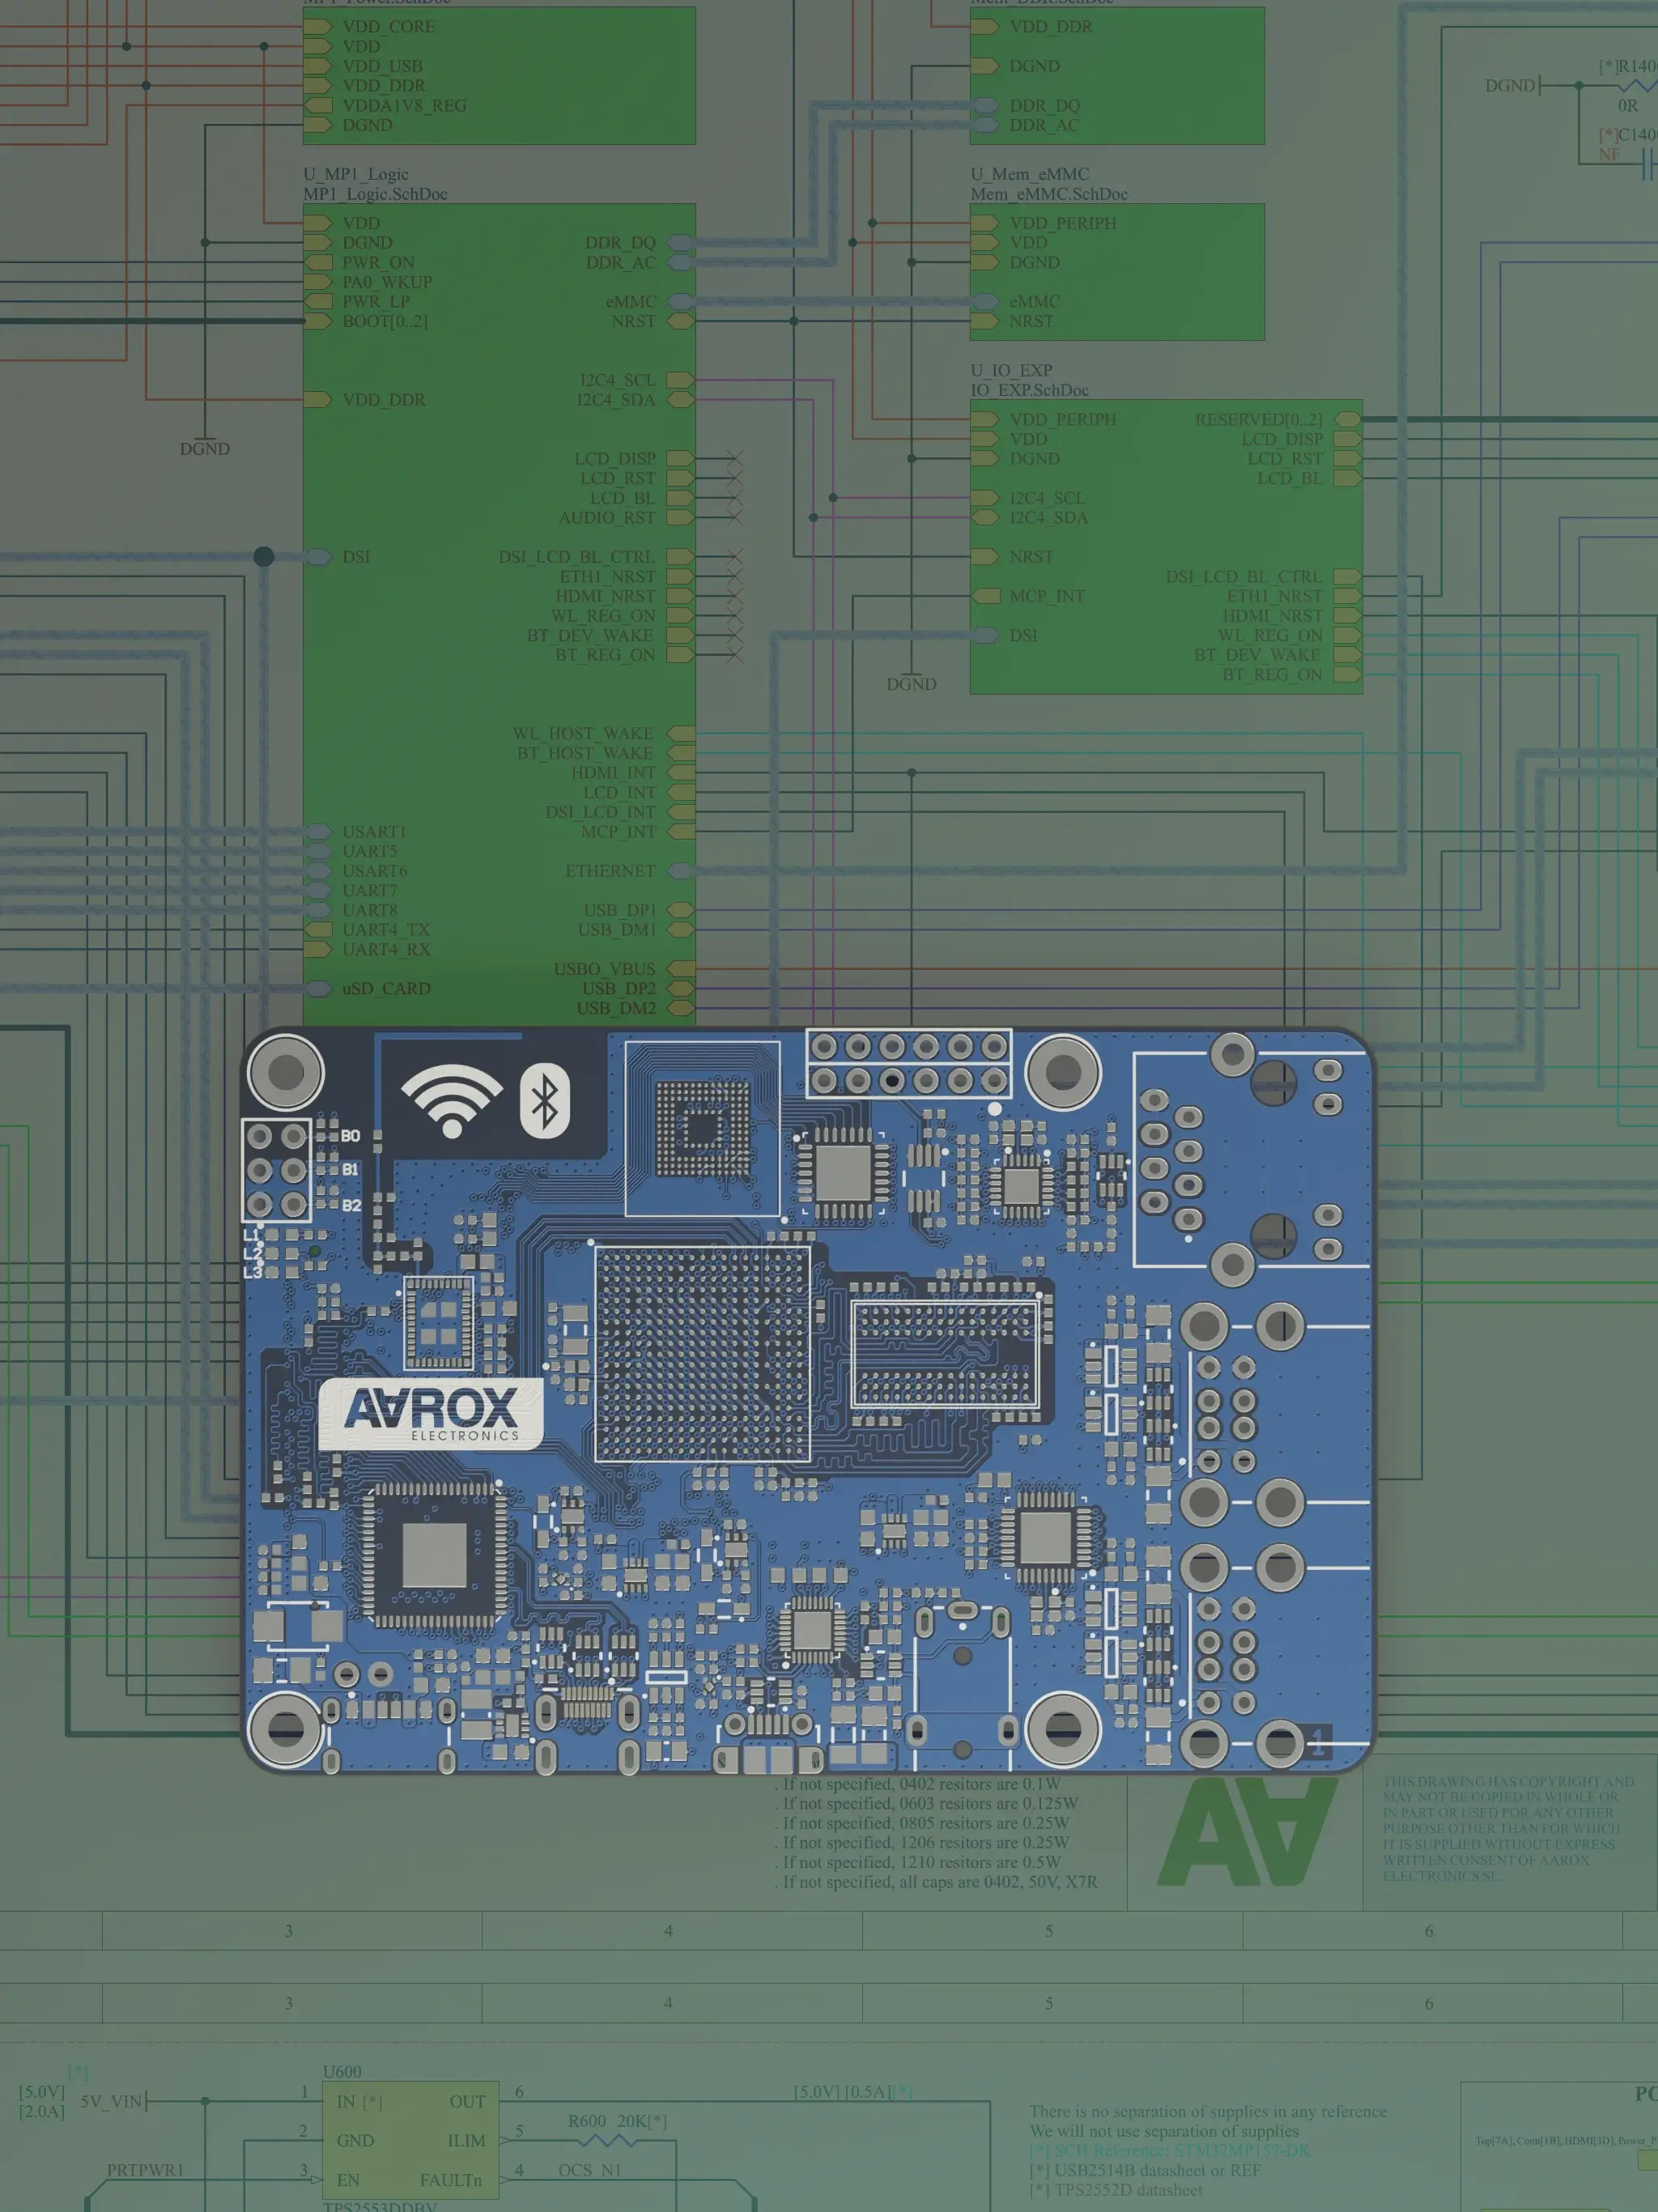 VDD_CORE
VDD
VDD_USB
VDD_DDR
VDDA1V8_REG
DGND
VDD_DDR
DGND
DDR_DQ
DDR_AC
DGND
[*]
0R
[*]
NF
U_MP1_Logic
MP1_Logic.SchDoc
VDD
DGND
PWR_ON
PA0_WKUP
PWR_LP
BOOT[0..2]
VDD_DDR
DGND
DSI
USART1
UART5
USART6
UART7
UART8
UART4_TX
UART4_RX
uSD_CARD
DDR_DQ
DDR_AC
eMMC
NRST
I2C4_SCL
I2C4_SDA
LCD_DISP
LCD_RST
LCD_BL
AUDIO_RST
DSI_LCD_BL_CTRL
ETH1_NRST
HDMI_NRST
WL_REG_ON
BT_DEV_WAKE
BT_REG_ON
WL_HOST_WAKE
BT_HOST_WAKE
HDMI_INT
LCD_INT
DSI_LCD_INT
MCP_INT
ETHERNET
USB_DP1
USB_DM1
USBO_VBUS
USB_DP2
USB_DM2
U_Mem_eMMC
Mem_eMMC.SchDoc
VDD_PERIPH
VDD
DGND
eMMC
NRST
U_IO_EXP
IO_EXP.SchDoc
VDD_PERIPH
VDD
DGND
I2C4_SCL
I2C4_SDA
NRST
MCP_INT
DSI
RESERVED[0..2]
LCD_DISP
LCD_RST
LCD_BL
DSI_LCD_BL_CTRL
ETH1_NRST
HDMI_NRST
WL_REG_ON
BT_DEV_WAKE
BT_REG_ON
DGND
B0
B1
B2
L1
L2
L3
AAROX
ELECTRONICS
1
. If not specified, 0402 resitors are 0.1W
. If not specified, 0603 resitors are 0.125W
. If not specified, 0805 resitors are 0.25W
. If not specified, 1206 resitors are 0.25W
. If not specified, 1210 resitors are 0.5W
. If not specified, all caps are 0402, 50V, X7R
AA
THIS DRAWING HAS COPYRIGHT AND
MAY NOT BE COPIED IN WHOLE OR
IN PART OR USED FOR ANY OTHER
PURPOSE OTHER THAN FOR WHICH
IT IS SUPPLIED WITHOUT EXPRESS
WRITTEN CONSENT OF AAROX
ELECTRONICS SL.
3 4 5 6
3 4 5 6
[*]
[5.0V]
[2.0A]
5V_VIN
PRTPWR1
U600
1 IN [*] OUT 6
2 GND ILIM 5
3 EN FAULTn 4
TPS2553DDBV
R600 20K[*]
OCS_N1
[5.0V] [0.5A][*]
There is no separation of supplies in any reference
We will not use separation of supplies
[*] SCH Reference: STM32MP157-DK
[*] USB2514B datasheet or REF
[*] TPS2552D datasheet
Top[7A], Conn[1B], HDMI[3D],